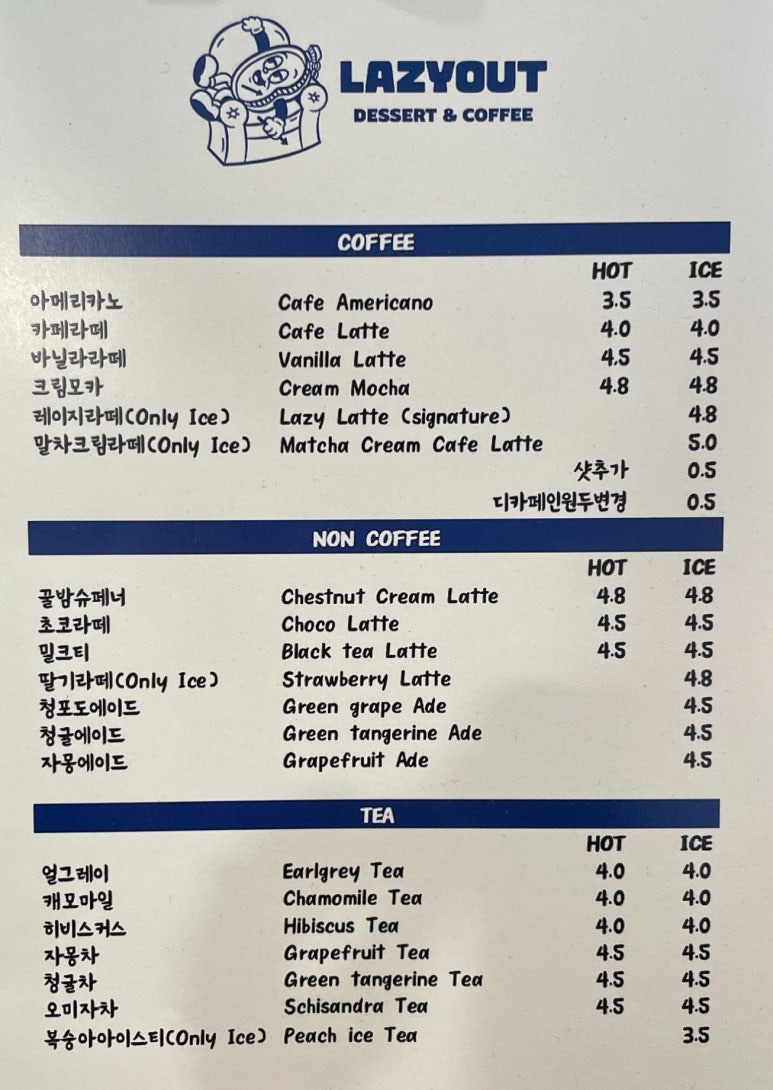 LAZYOUT
DESSERT & COFFEE
COFFEE
HOT ICE
아메리카노 Cafe Americano 3.5 3.5
카페라떼 Cafe Latte 4.0 4.0
바닐라라떼 Vanilla Latte 4.5 4.5
크림모카 Cream Mocha 4.8 4.8
레이지라떼(Only Ice) Lazy Latte (signature) 4.8
말차크림라떼(Only Ice) Matcha Cream Cafe Latte 5.0
샷추가 0.5
디카페인원두변경 0.5
NON COFFEE
HOT ICE
꿀밤슈페너 Chestnut Cream Latte 4.8 4.8
초코라떼 Choco Latte 4.5 4.5
밀크티 Black tea Latte 4.5 4.5
딸기라떼(Only Ice) Strawberry Latte 4.8
청포도에이드 Green grape Ade 4.5
청귤에이드 Green tangerine Ade 4.5
자몽에이드 Grapefruit Ade 4.5
TEA
HOT ICE
얼그레이 Earlgrey Tea 4.0 4.0
캐모마일 Chamomile Tea 4.0 4.0
히비스커스 Hibiscus Tea 4.0 4.0
자몽차 Grapefruit Tea 4.5 4.5
청귤차 Green tangerine Tea 4.5 4.5
오미자차 Schisandra Tea 4.5 4.5
복숭아아이스티(Only Ice) Peach ice Tea 3.5